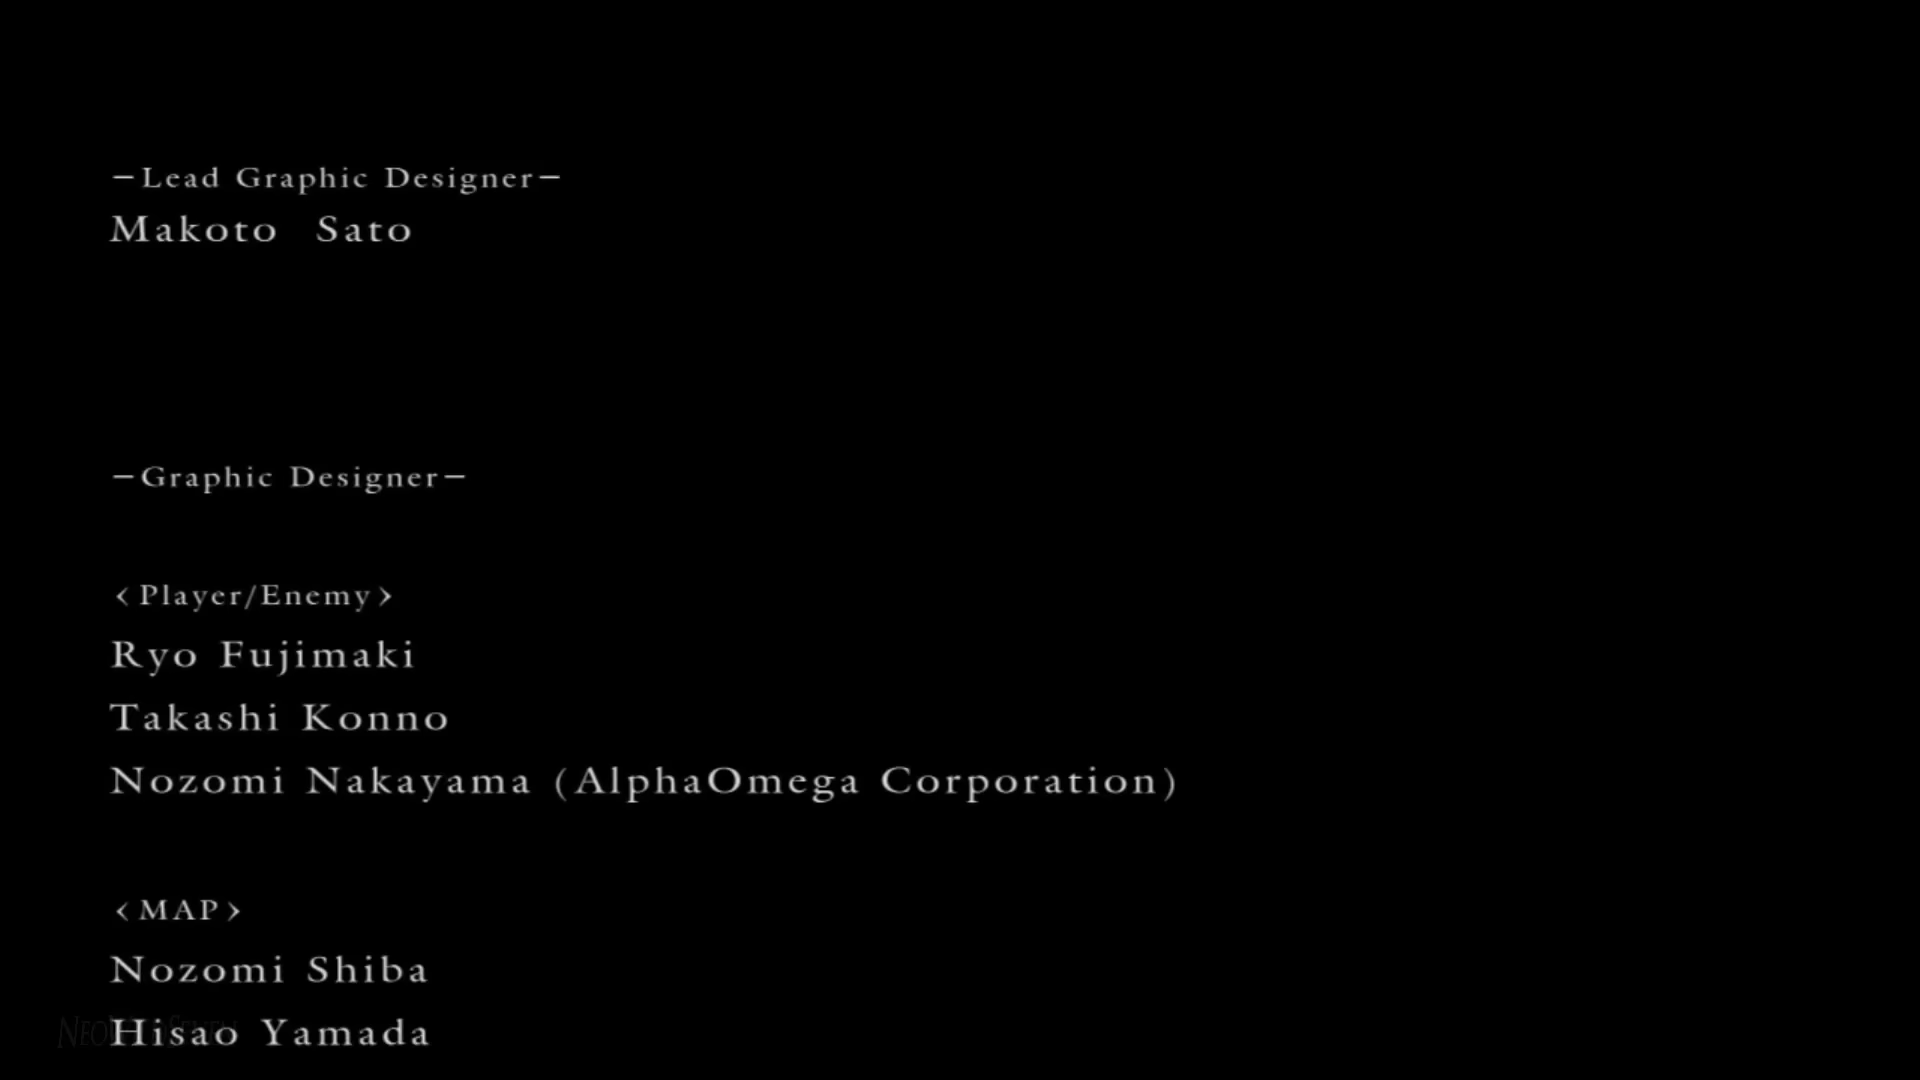 －Lead Graphic Designer－
Makoto Sato
－Graphic Designer－
＜Player/Enemy＞
Ryo Fujimaki
Takashi Konno
Nozomi Nakayama (AlphaOmega Corporation)
＜MAP＞
Nozomi Shiba
Hisao Yamada